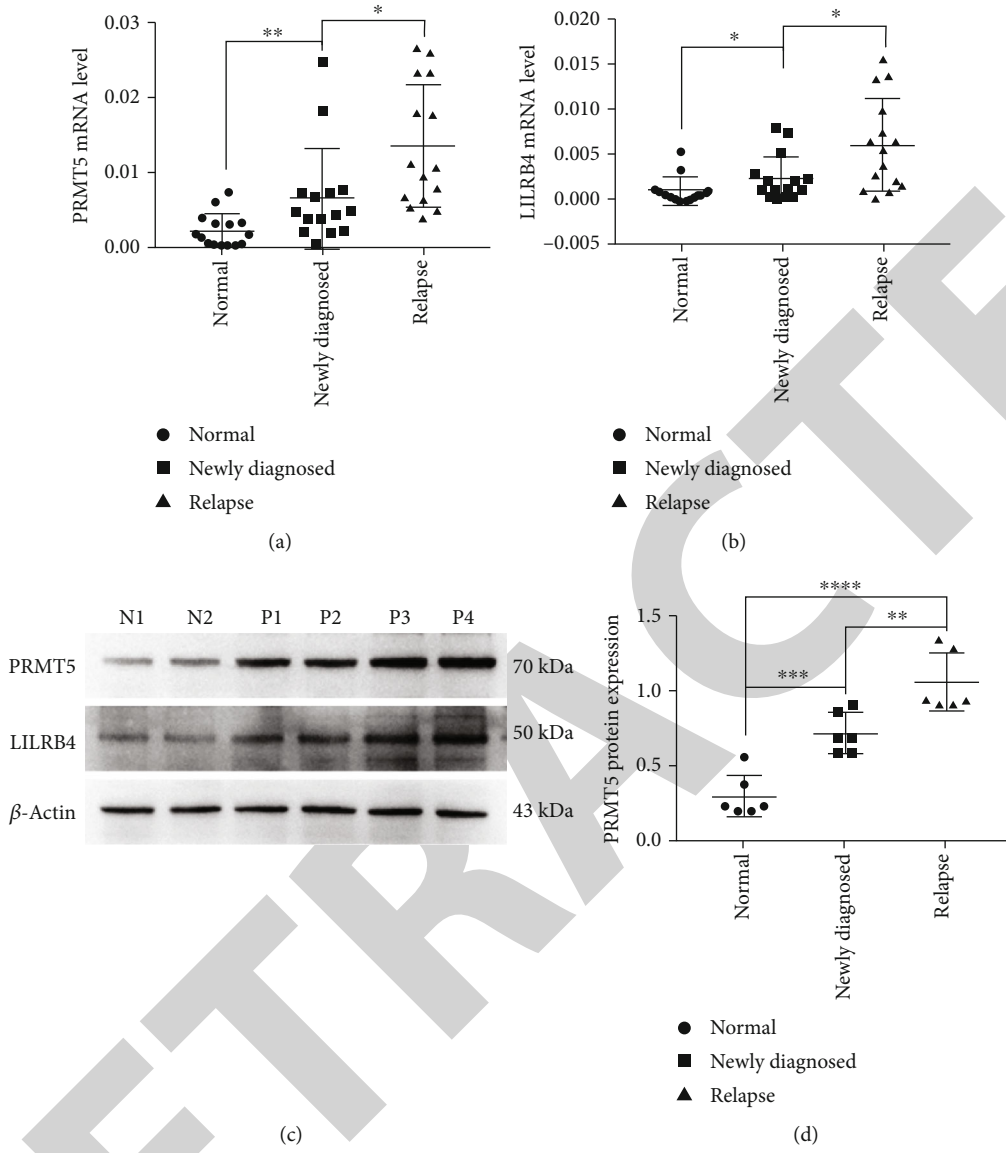 **
*
0.03
0.02
0.01
0.00
PRMT5 mRNA level
Normal
Newly diagnosed
Relapse
Normal
Newly diagnosed
Relapse
(a)
*
*
0.020
0.015
0.010
0.005
0.000
−0.005
LILRB4 mRNA level
Normal
Newly diagnosed
Relapse
Normal
Newly diagnosed
Relapse
(b)
N1 N2 P1 P2 P3 P4
PRMT5 70 kDa
LILRB4 50 kDa
β-Actin 43 kDa
(c)
****
**
***
1.5
1.0
0.5
0.0
PRMT5 protein expression
Normal
Newly diagnosed
Relapse
Normal
Newly diagnosed
Relapse
(d)
ETRACTE